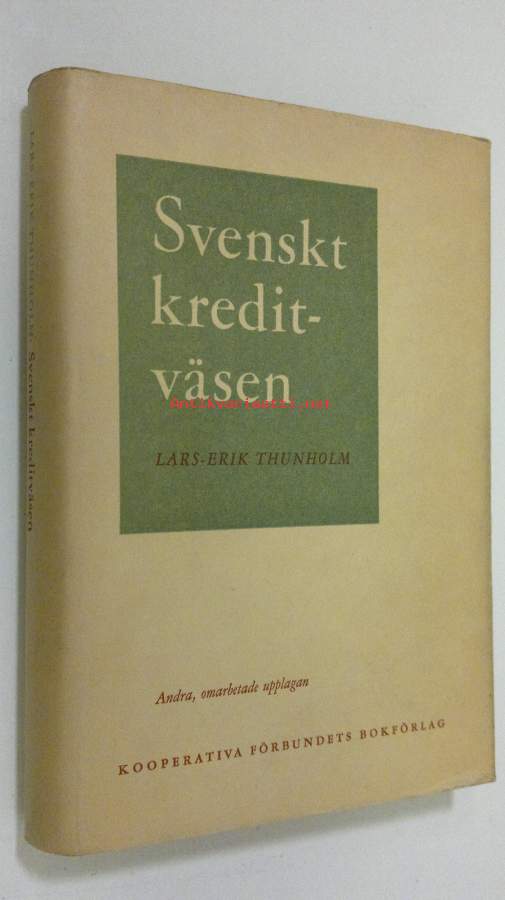 Svenskt
kredit-
väsen
antikvariaatti.net
LARS-ERIK THUNHOLM
Andra, omarbetade upplagan
KOOPERATIVA FÖRBUNDETS BOKFÖRLAG
LARS-ERIK THUNHOLM: Svenskt kreditväsen